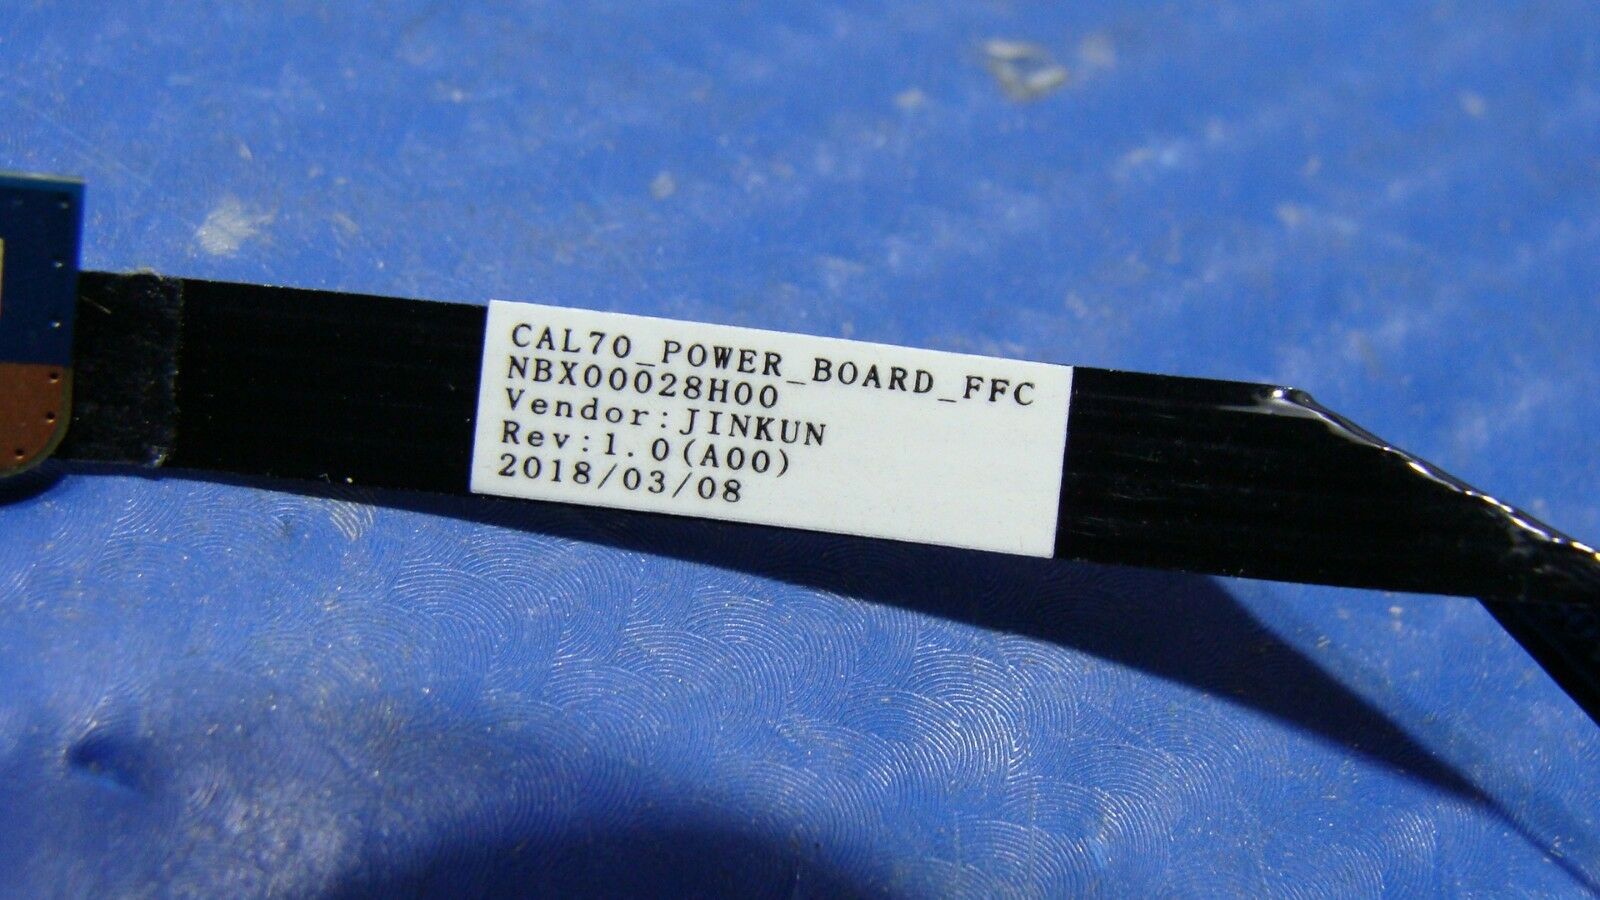 CAL70_POWER_BOARD_FFC
NBX00028H00
Vendor:JINKUN
Rev:1.0(A00)
2018/03/08